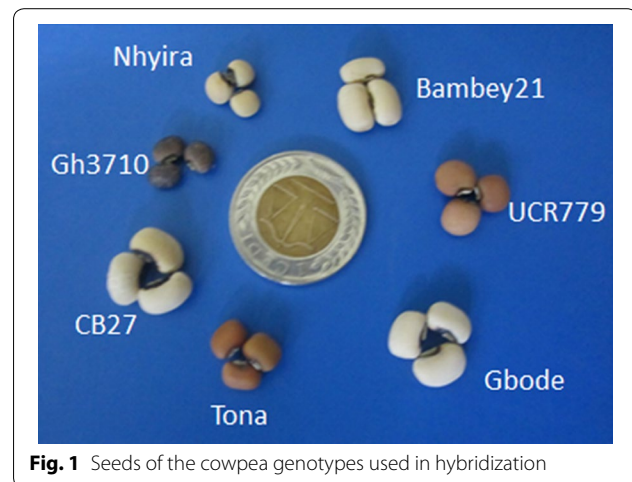 Nhyira
Bambey21
Gh3710
UCR779
CB27
Gbode
Tona
Fig. 1 Seeds of the cowpea genotypes used in hybridization